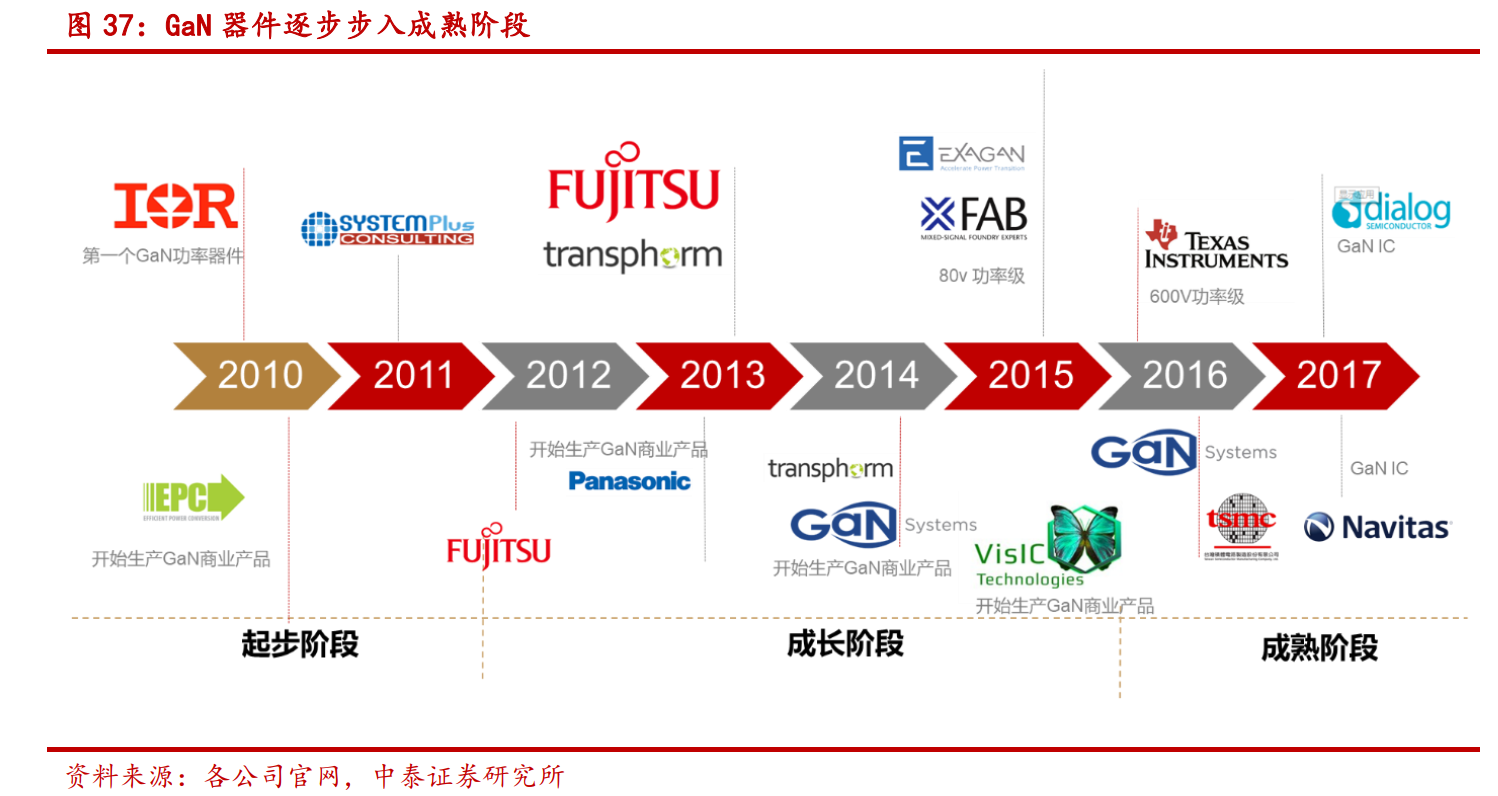 图 37：GaN 器件逐步步入成熟阶段
IOR
第一个GaN功率器件
SYSTEMPlus
CONSULTING
FUJITSU
transphorm
EXAGAN
Accelerate Power Transition
XFAB
MIXED-SIGNAL FOUNDRY EXPERTS
80v 功率级
TEXAS
INSTRUMENTS
600V功率级
dialog
SEMICONDUCTOR
GaN IC
2010
2011
2012
2013
2014
2015
2016
2017
EPC
EFFICIENT POWER CONVERSION
开始生产GaN商业产品
FUJITSU
开始生产GaN商业产品
Panasonic
transphorm
GaN Systems
开始生产GaN商业产品
VisIC
Technologies
开始生产GaN商业产品
GaN Systems
tsmc
GaN IC
Navitas
起步阶段
成长阶段
成熟阶段
资料来源：各公司官网，中泰证券研究所